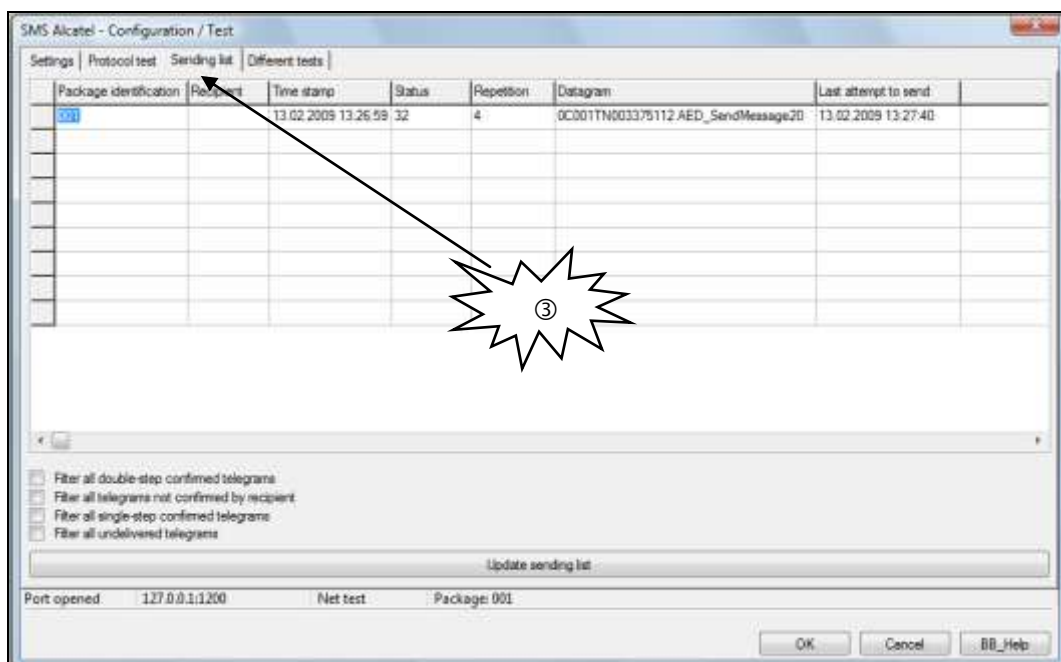 SMS Alcatel - Configuration / Test
Settings Protocol test Sending list Different tests
Package identification Recipient Time stamp Status Repetition Datagram Last attempt to send
001 13.02.2009 13:26:59 32 4 0C001TN003375112.AED_SendMessage20 13.02.2009 13:27:40
③
Filter all double-step confirmed telegrams
Filter all telegrams not confirmed by recipient
Filter all single-step confirmed telegrams
Filter all undelivered telegrams
Update sending list
Port opened 127.0.0.1:1200 Net test Package: 001
OK Cancel BB_Help